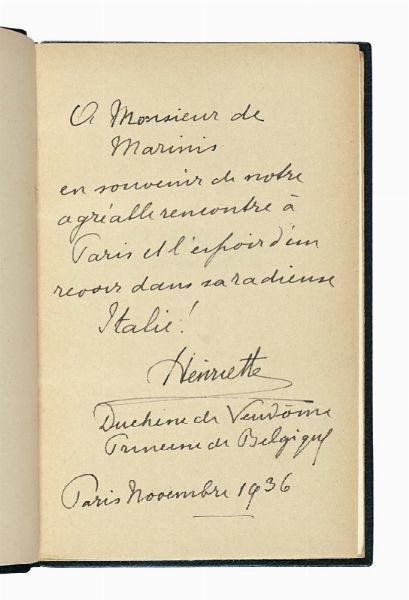 A Monsieur de
Marinis
en souvenir de notre
agréable rencontre à
Paris et l'espoir d'un
revoir dans sa radieuse
Italie!
Henriette
Duchesse de Vendôme
Princesse de Belgique
Paris Novembre 1936